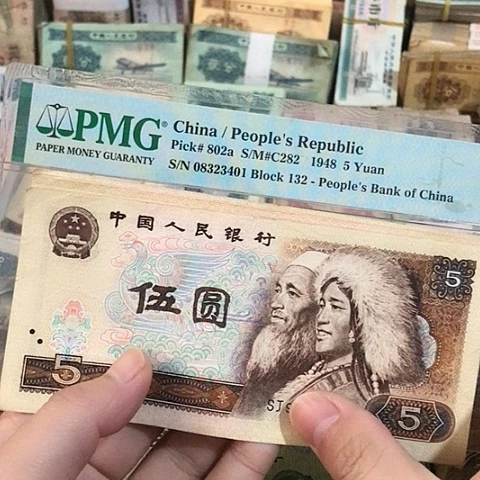 PMG
PAPER MONEY GUARANTY
China / People's Republic
Pick# 802a S/M#C282 1948 5 Yuan
S/N 08323401 Block 132 - People's Bank of China
中国人民银行
伍圆
5
5
SJ
5